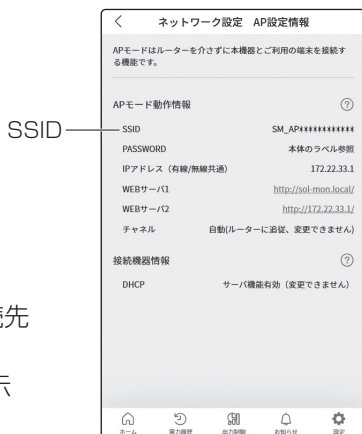 ネットワーク設定　AP設定情報
APモードはルーターを介さずに本機器とご利用の端末を接続す
る機能です。
APモード動作情報 ?
SSID
SSID SM_AP************
PASSWORD 本体のラベル参照
IPアドレス（有線/無線共通） 172.22.33.1
WEBサーバ1 http://sol-mon.local/
WEBサーバ2 http://172.22.33.1/
チャネル 自動(ルーターに追従、変更できません)
接続機器情報 ?
DHCP サーバ機能有効（変更できません）
先
ホーム 電力履歴 出力制御 お知らせ 設定